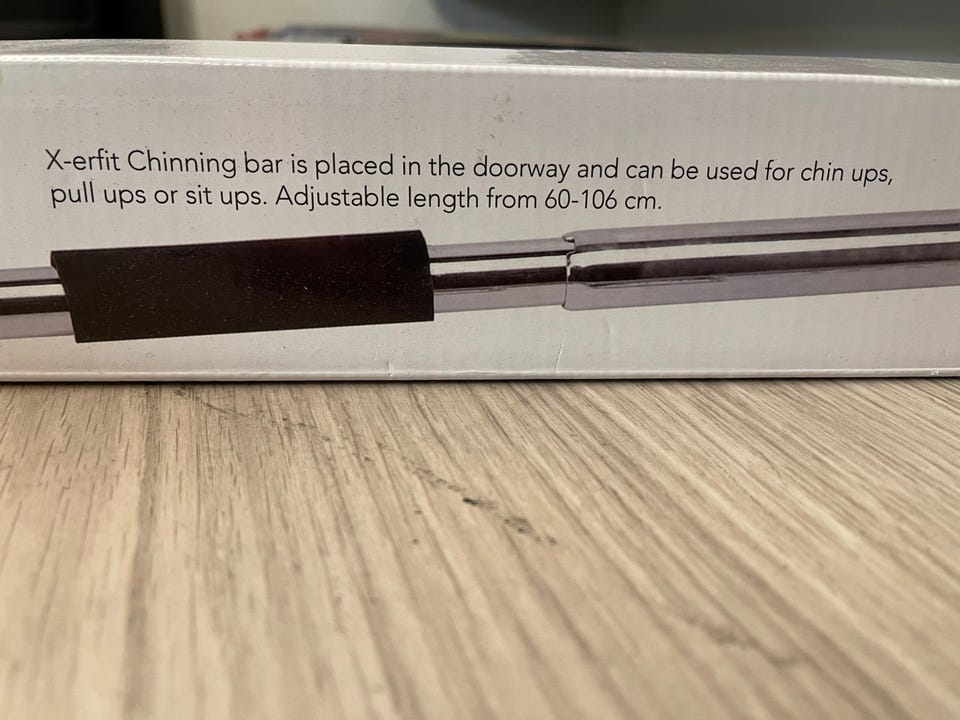 X-erfit Chinning bar is placed in the doorway and can be used for chin ups,
pull ups or sit ups. Adjustable length from 60-106 cm.